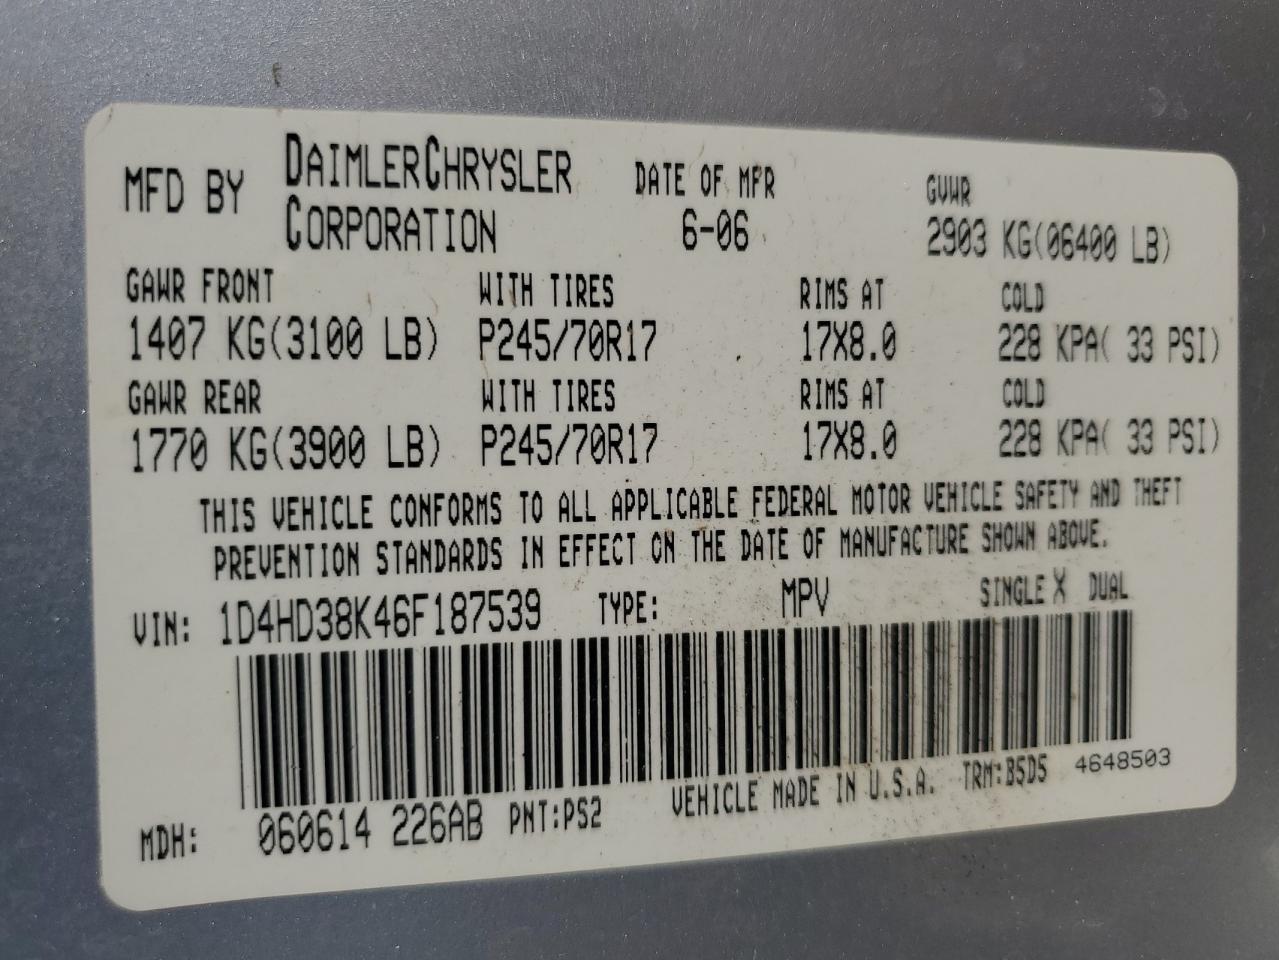 MFD BY DAIMLERCHRYSLER CORPORATION DATE OF MFR 6-06 GVWR 2903 KG(06400 LB)
GAWR FRONT WITH TIRES RIMS AT COLD
1407 KG(3100 LB) P245/70R17 17X8.0 228 KPA( 33 PSI)
GAWR REAR WITH TIRES RIMS AT COLD
1770 KG(3900 LB) P245/70R17 17X8.0 228 KPA( 33 PSI)
THIS VEHICLE CONFORMS TO ALL APPLICABLE FEDERAL MOTOR VEHICLE SAFETY AND THEFT
PREVENTION STANDARDS IN EFFECT ON THE DATE OF MANUFACTURE SHOWN ABOVE.
VIN: 1D4HD38K46F187539 TYPE: MPV SINGLE X DUAL
MDH: 060614 226AB PNT:PS2 VEHICLE MADE IN U.S.A. TRM:B5D5 4648503